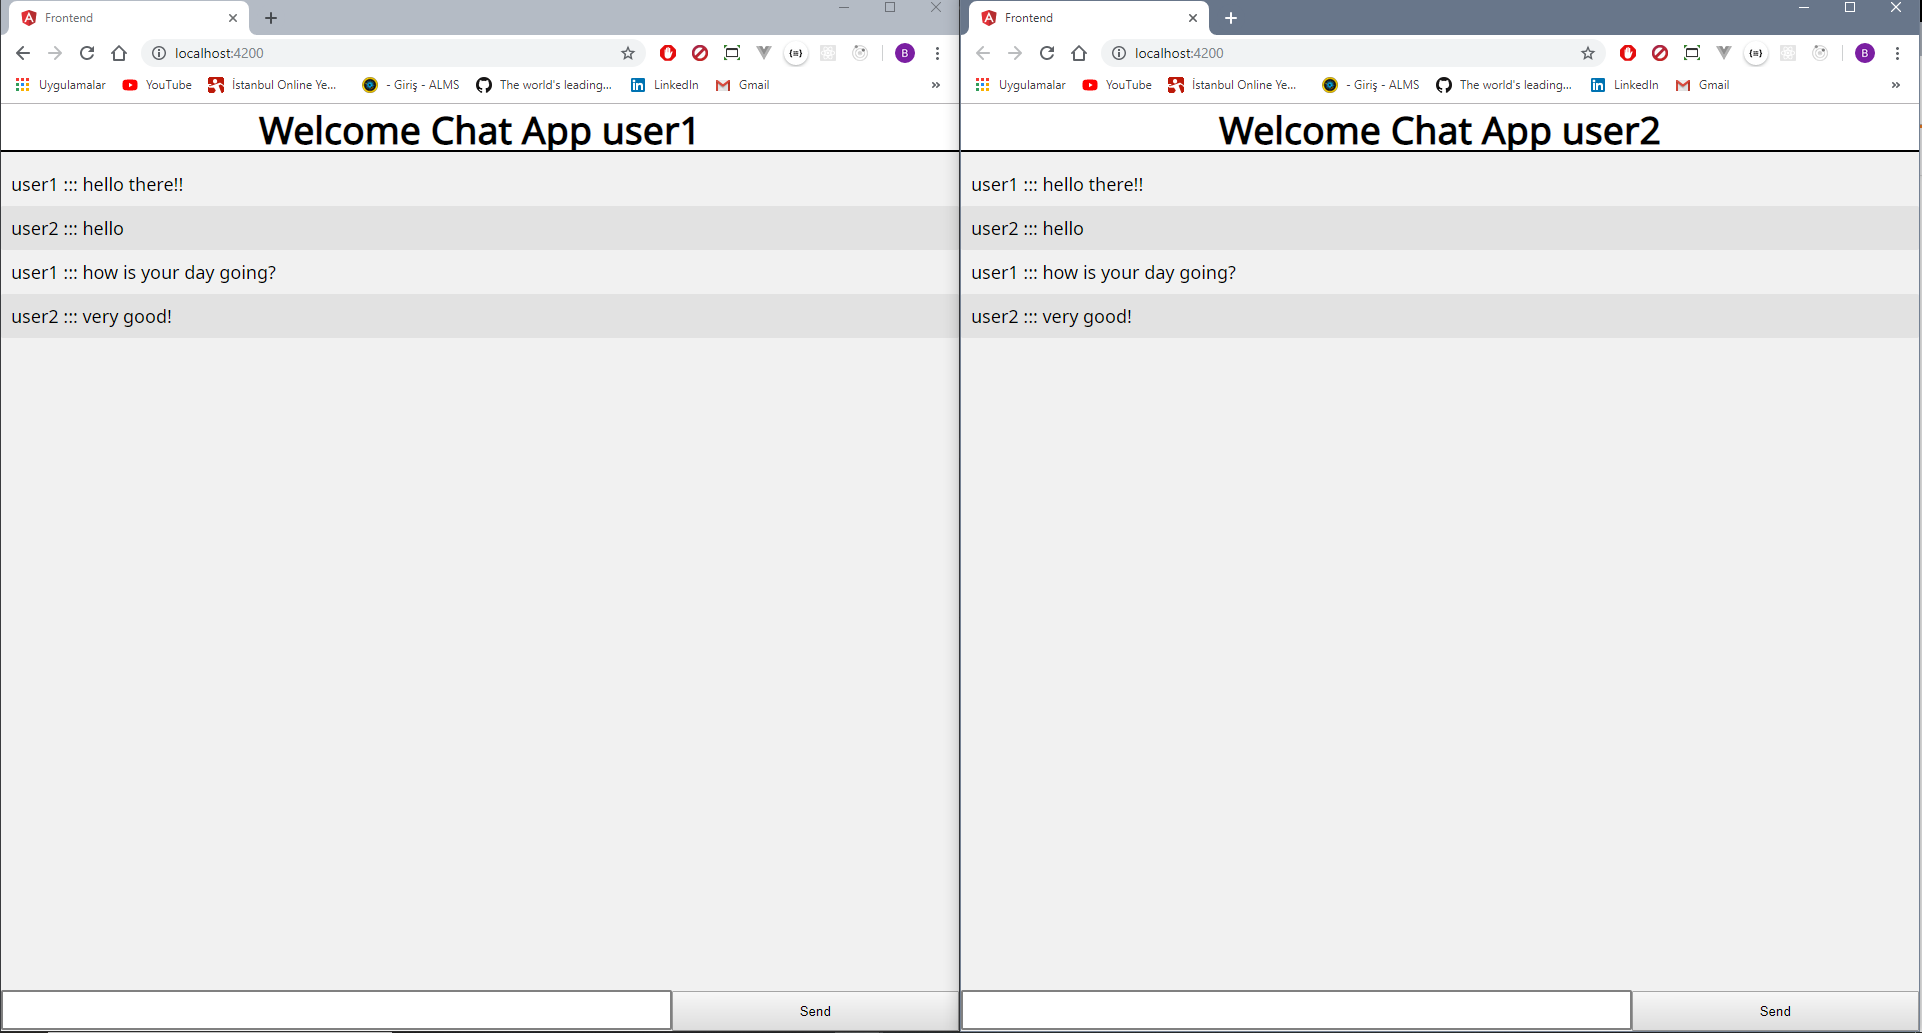 Frontend
localhost:4200
B
Uygulamalar YouTube İstanbul Online Ye... - Giriş - ALMS The world's leading... LinkedIn Gmail »
Welcome Chat App user1
user1 ::: hello there!!
user2 ::: hello
user1 ::: how is your day going?
user2 ::: very good!
Send
Frontend
localhost:4200
B
Uygulamalar YouTube İstanbul Online Ye... - Giriş - ALMS The world's leading... LinkedIn Gmail »
Welcome Chat App user2
user1 ::: hello there!!
user2 ::: hello
user1 ::: how is your day going?
user2 ::: very good!
Send